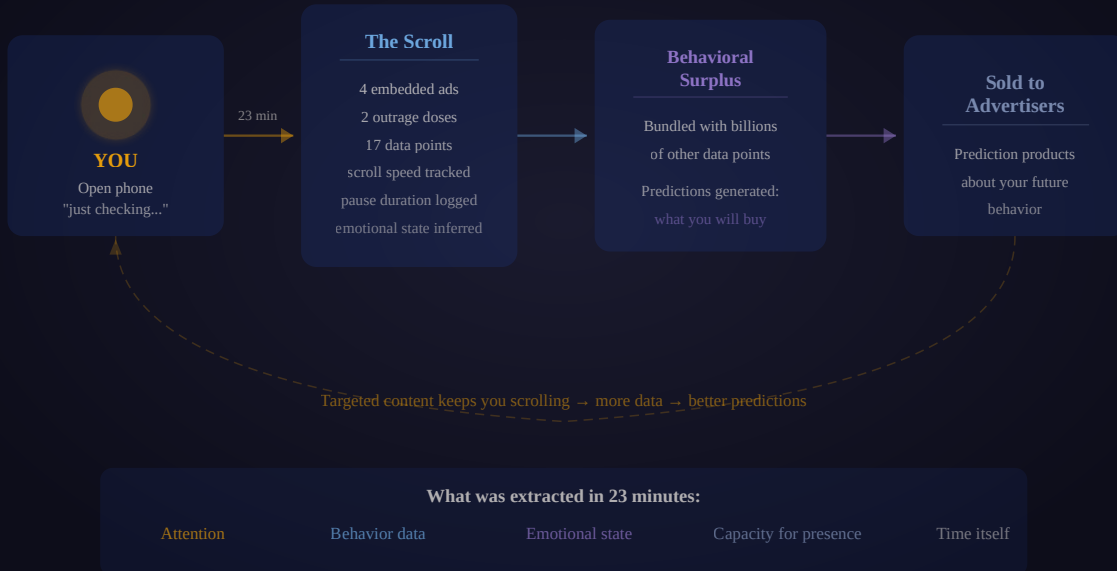 YOU
Open phone
"just checking..."
23 min
The Scroll
4 embedded ads
2 outrage doses
17 data points
scroll speed tracked
pause duration logged
emotional state inferred
Behavioral
Surplus
Bundled with billions
of other data points
Predictions generated:
what you will buy
Sold to
Advertisers
Prediction products
about your future
behavior
Targeted content keeps you scrolling → more data → better predictions
What was extracted in 23 minutes:
Attention
Behavior data
Emotional state
Capacity for presence
Time itself